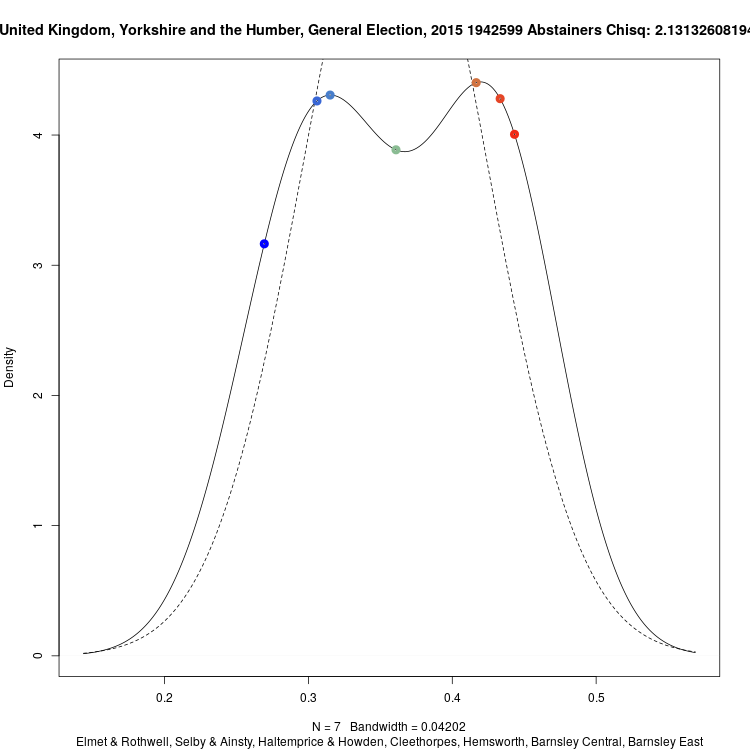 United Kingdom, Yorkshire and the Humber, General Election, 2015 1942599 Abstainers Chisq: 2.1313260819
Density
4
3
2
1
0
0.2 0.3 0.4 0.5
N = 7 Bandwidth = 0.04202
Elmet & Rothwell, Selby & Ainsty, Haltemprice & Howden, Cleethorpes, Hemsworth, Barnsley Central, Barnsley East